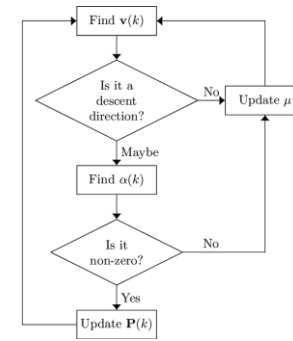 Find v(k)
Is it a
descent
direction?
No
Update μ
Maybe
Find α(k)
Is it
non-zero?
No
Yes
Update P(k)